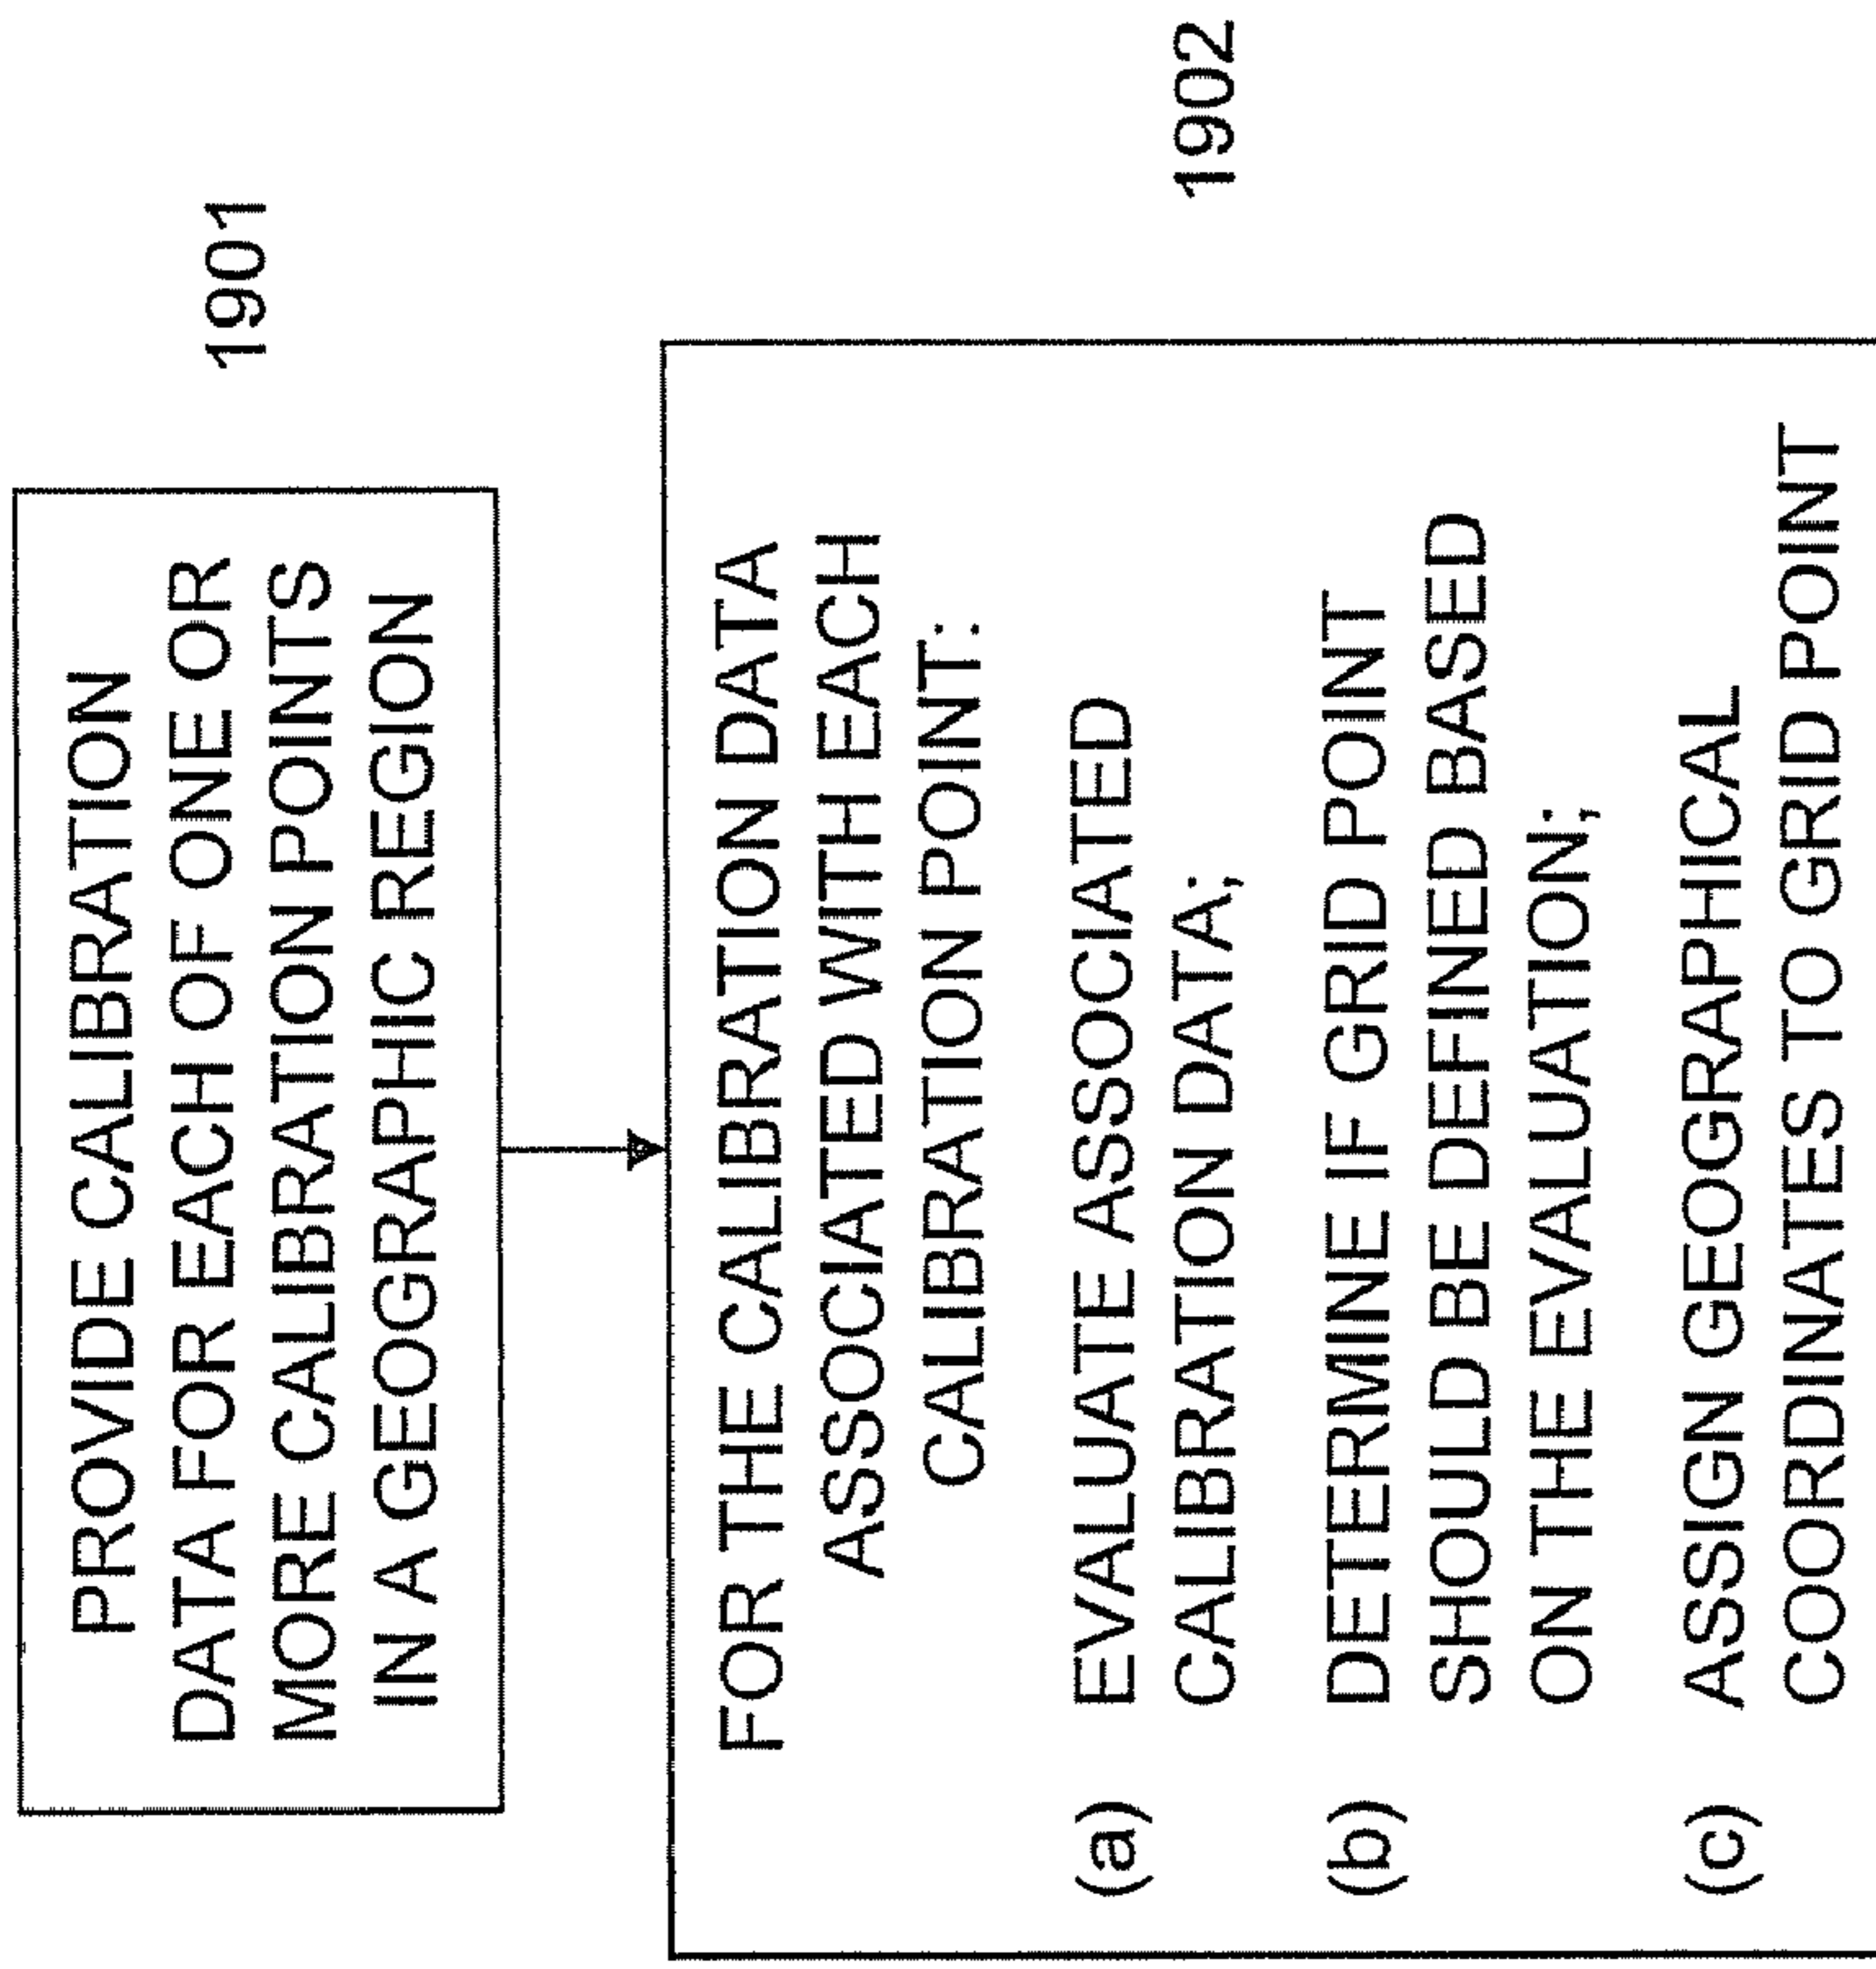 PROVIDE CALIBRATION
DATA FOR EACH OF ONE OR
MORE CALIBRATION POINTS
IN A GEOGRAPHIC REGION
1901
FOR THE CALIBRATION DATA
ASSOCIATED WITH EACH
CALIBRATION POINT:
(a) EVALUATE ASSOCIATED
CALIBRATION DATA;
(b) DETERMINE IF GRID POINT
SHOULD BE DEFINED BASED
ON THE EVALUATION;
(c) ASSIGN GEOGRAPHICAL
COORDINATES TO GRID POINT
1902